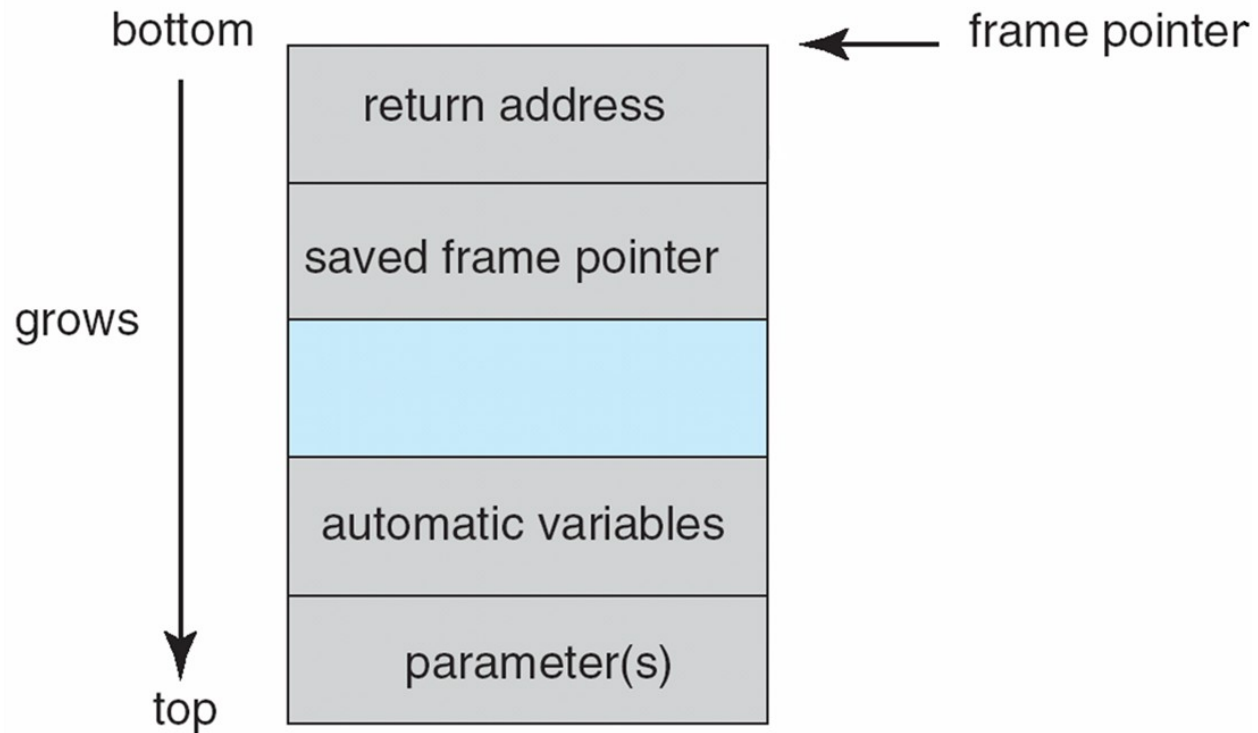 bottom
frame pointer
return address
saved frame pointer
grows
automatic variables
parameter(s)
top